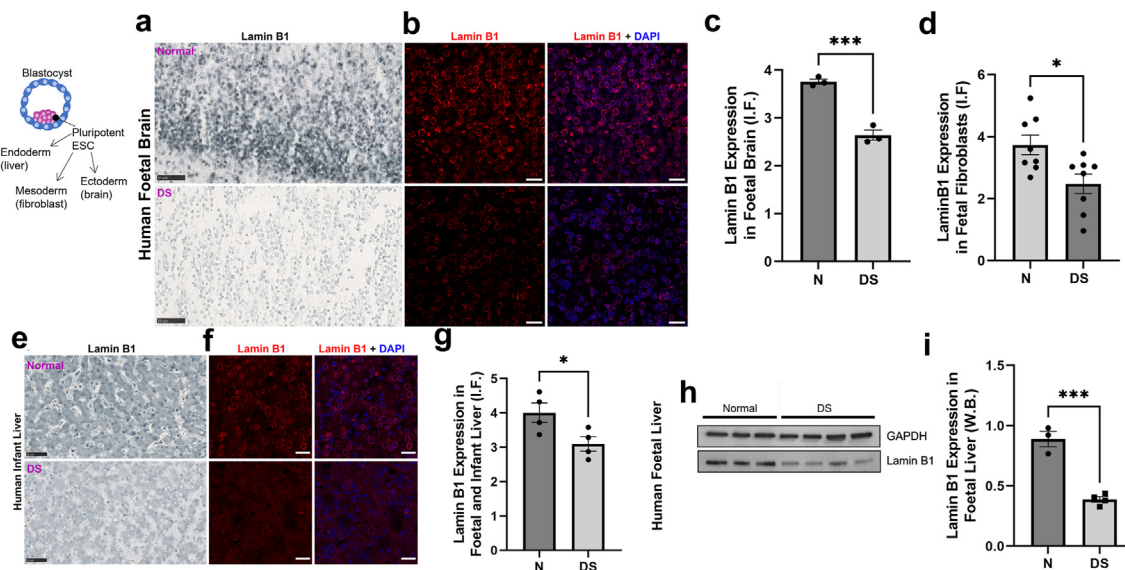 Blastocyst
Pluripotent
ESC
Endoderm
(liver)
Mesoderm
(fibroblast)
Ectoderm
(brain)
a
Lamin B1
Human Foetal Brain
Normal
DS
b
Lamin B1
Lamin B1 + DAPI
c
Lamin B1 Expression
in Foetal Brain (I.F.)
***
4
3
2
1
0
N
DS
d
LaminB1 Expression
in Fetal Fibroblasts (I.F)
*
6
4
2
0
N
DS
e
Lamin B1
Human Infant Liver
Normal
DS
f
Lamin B1
Lamin B1 + DAPI
g
Lamin B1 Expression in
Foetal and Infant Liver (I.F.)
*
5
4
3
2
1
0
N
DS
Human Foetal Liver
h
Normal
DS
GAPDH
Lamin B1
i
Lamin B1 Expression in
Foetal Liver (W.B.)
***
1.5
1.0
0.5
0.0
N
DS